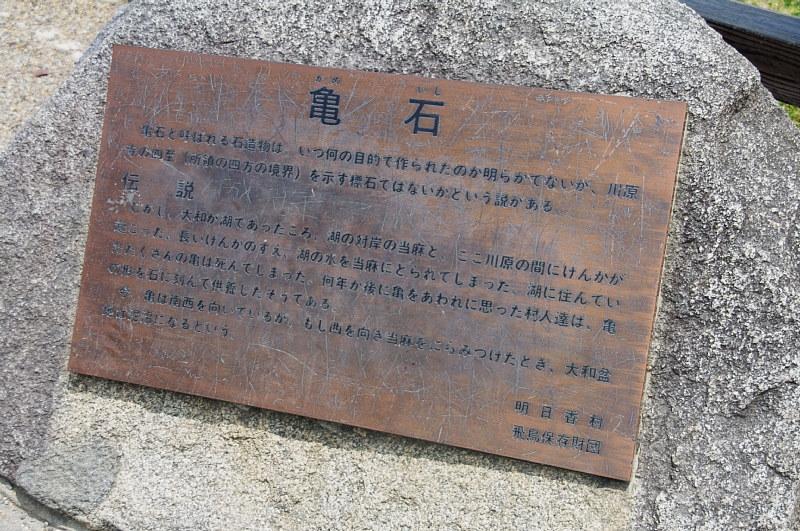 かめ いし
亀石
亀石と呼ばれる石造物は、いつ何の目的で作られたのか明らかでないが、川原
寺の四至（所領の四方の境界）を示す標石ではないかという説がある。
伝説
むかし、大和が湖であったころ、湖の対岸の当麻と、ここ川原の間にけんかが
起こった。長いけんかのすえ、湖の水を当麻にとられてしまった。湖に住んでい
たたくさんの亀は死んでしまった。何年か後に亀をあわれに思った村人達は、亀
の形を石に刻んで供養したそうである。
今、亀は南西を向いているが、もし西を向き当麻をにらみつけたとき、大和盆
地は泥沼になるという。
明日香村
飛鳥保存財団